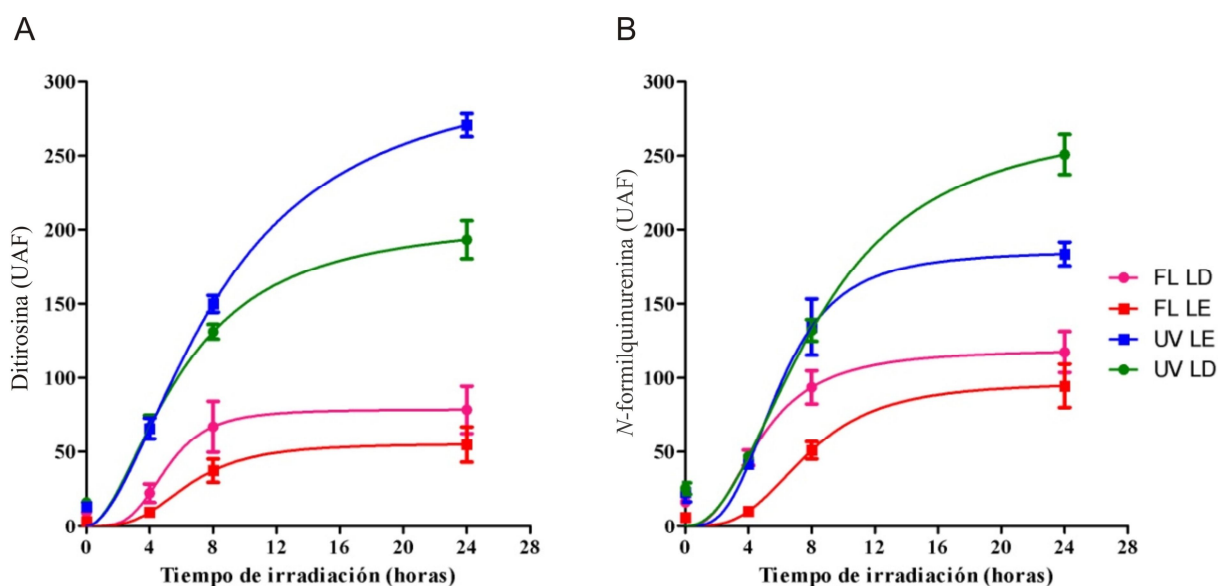 A
Ditirosina (UAF)
300
250
200
150
100
50
0
0 4 8 12 16 20 24 28
Tiempo de irradiación (horas)
B
N-formilquinurenina (UAF)
300
250
200
150
100
50
0
0 4 8 12 16 20 24 28
Tiempo de irradiación (horas)
FL LD
FL LE
UV LE
UV LD